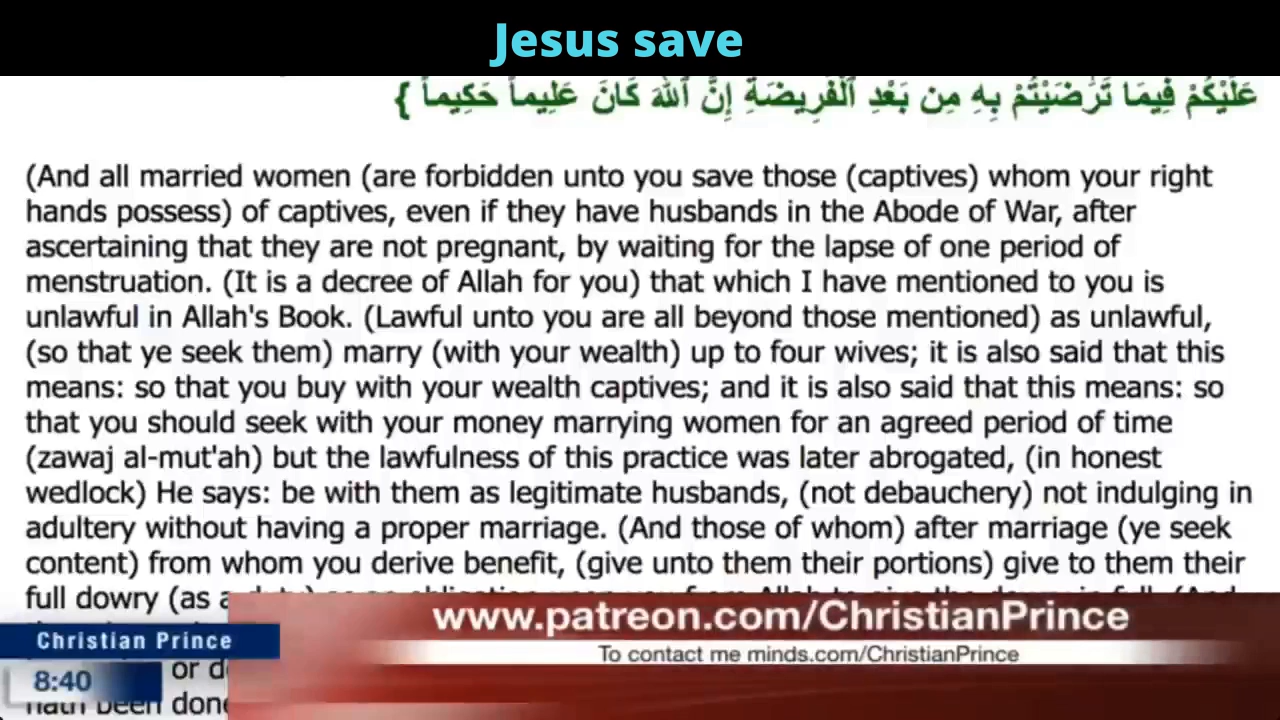 Jesus save
عَلَيْكُمْ فِيمَا تَرَٰضَيْتُمْ بِهِ مِن بَعْدِ ٱلْفَرِيضَةِ إِنَّ ٱللَّهَ كَانَ عَلِيماً حَكِيماً }
(And all married women (are forbidden unto you save those (captives) whom your right
hands possess) of captives, even if they have husbands in the Abode of War, after
ascertaining that they are not pregnant, by waiting for the lapse of one period of
menstruation. (It is a decree of Allah for you) that which I have mentioned to you is
unlawful in Allah's Book. (Lawful unto you are all beyond those mentioned) as unlawful,
(so that ye seek them) marry (with your wealth) up to four wives; it is also said that this
means: so that you buy with your wealth captives; and it is also said that this means: so
that you should seek with your money marrying women for an agreed period of time
(zawaj al-mut'ah) but the lawfulness of this practice was later abrogated, (in honest
wedlock) He says: be with them as legitimate husbands, (not debauchery) not indulging in
adultery without having a proper marriage. (And those of whom) after marriage (ye seek
content) from whom you derive benefit, (give unto them their portions) give to them their
full dowry (as a
www.patreon.com/ChristianPrince
Christian Prince
To contact me minds.com/ChristianPrince
8:40
or
hath been done